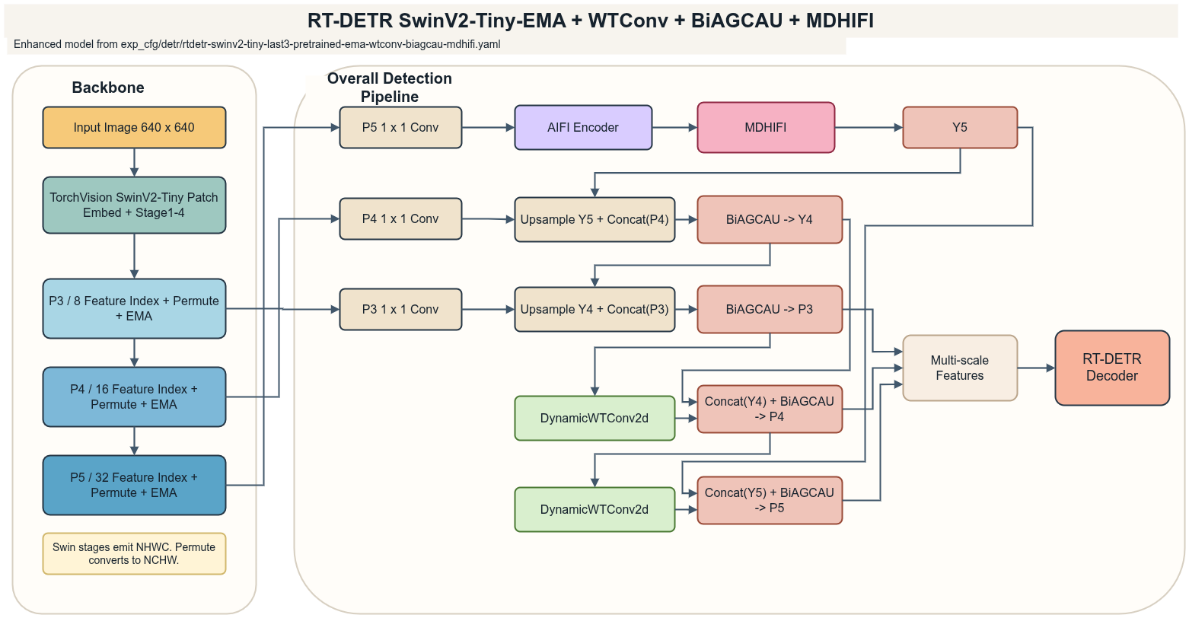 RT-DETR SwinV2-Tiny-EMA + WTConv + BiAGCAU + MDHIFI
Enhanced model from exp_cfg/detr/rtdetr-swinv2-tiny-last3-pretrained-ema-wtconv-biagcau-mdhifi.yaml
Backbone
Input Image 640 x 640
TorchVision SwinV2-Tiny Patch
Embed + Stage1-4
P3 / 8 Feature Index + Permute
+ EMA
P4 / 16 Feature Index +
Permute + EMA
P5 / 32 Feature Index +
Permute + EMA
Swin stages emit NHWC. Permute
converts to NCHW.
Overall Detection
Pipeline
P5 1 x 1 Conv
AIFI Encoder
MDHIFI
Y5
P4 1 x 1 Conv
Upsample Y5 + Concat(P4)
BiAGCAU -> Y4
P3 1 x 1 Conv
Upsample Y4 + Concat(P3)
BiAGCAU -> P3
Multi-scale
Features
RT-DETR
Decoder
DynamicWTConv2d
Concat(Y4) + BiAGCAU
-> P4
DynamicWTConv2d
Concat(Y5) + BiAGCAU
-> P5